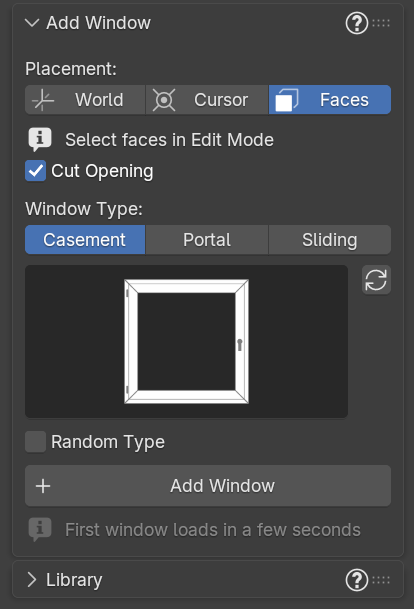 Add Window
Placement:
World
Cursor
Faces
Select faces in Edit Mode
Cut Opening
Window Type:
Casement
Portal
Sliding
Random Type
Add Window
First window loads in a few seconds
Library